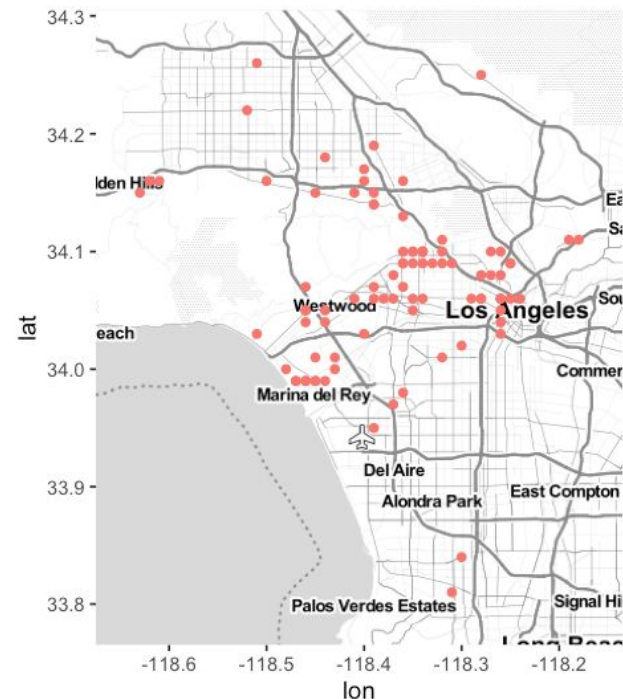 34.3
34.2
34.1
34.0
33.9
33.8
lat
lden Hills
Ea
Sa
Westwood
Los Angeles
Sou
each
Marina del Rey
Commer
Del Aire
Alondra Park
East Compton
Palos Verdes Estates
Signal Hi
Long Beac
-118.6
-118.5
-118.4
-118.3
-118.2
lon